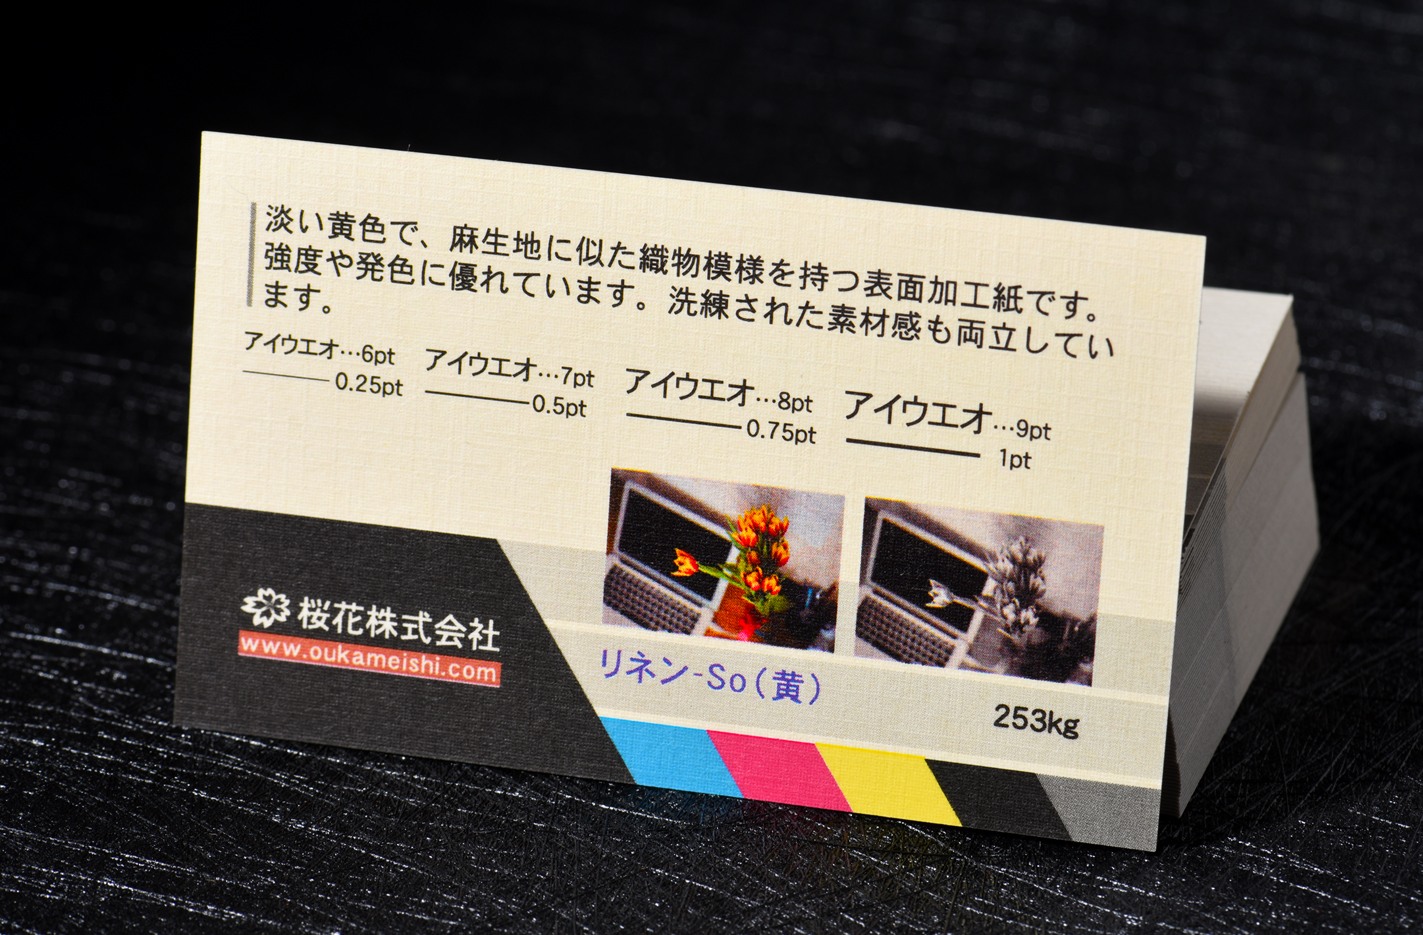 淡い黄色で、麻生地に似た織物模様を持つ表面加工紙です。
強度や発色に優れています。洗練された素材感も両立してい
ます。
アイウエオ…6pt アイウエオ…7pt アイウエオ…8pt アイウエオ…9pt
0.25pt 0.5pt 0.75pt 1pt
桜花株式会社
www.oukameishi.com
リネン-So(黄)
253kg